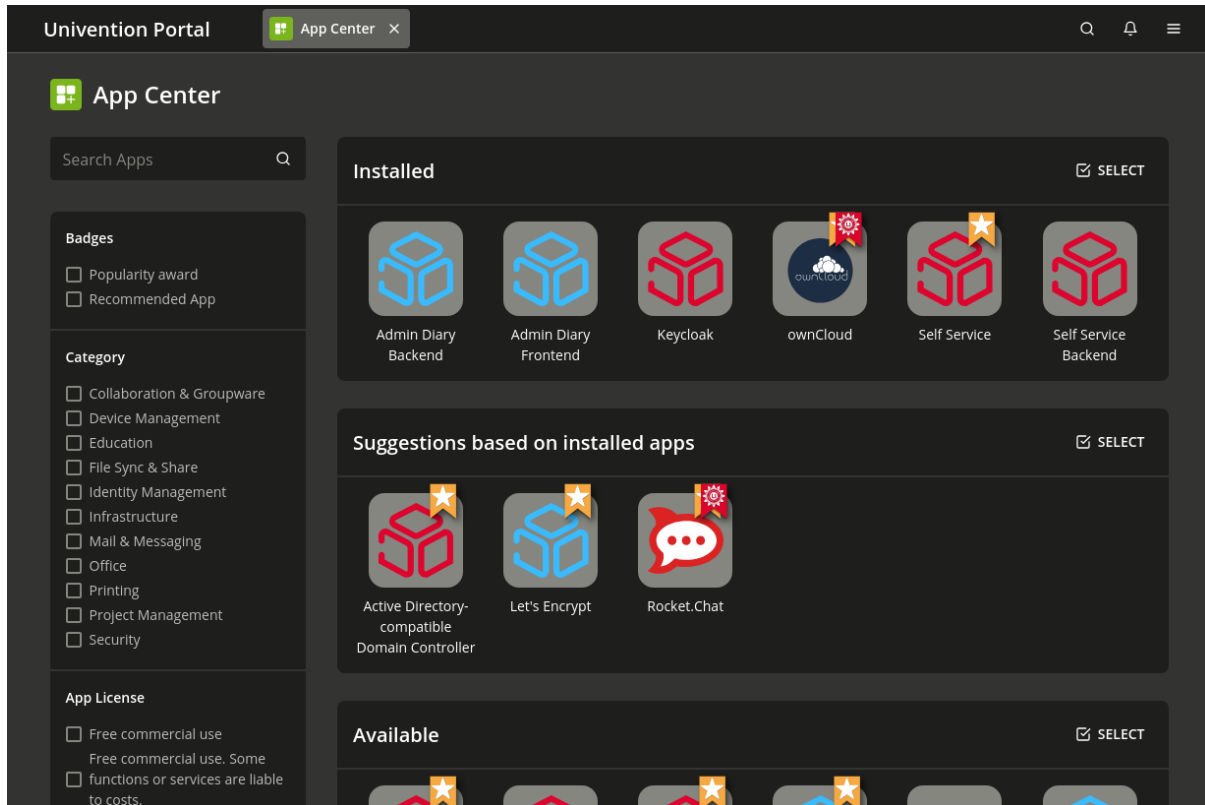 Univention Portal
App Center
App Center
Search Apps
Badges
Popularity award
Recommended App
Category
Collaboration & Groupware
Device Management
Education
File Sync & Share
Identity Management
Infrastructure
Mail & Messaging
Office
Printing
Project Management
Security
App License
Free commercial use
Free commercial use. Some
functions or services are liable
to costs.
Installed
SELECT
ownCloud
Admin Diary
Backend
Admin Diary
Frontend
Keycloak
ownCloud
Self Service
Self Service
Backend
Suggestions based on installed apps
SELECT
Active Directory-
compatible
Domain Controller
Let's Encrypt
Rocket.Chat
Available
SELECT